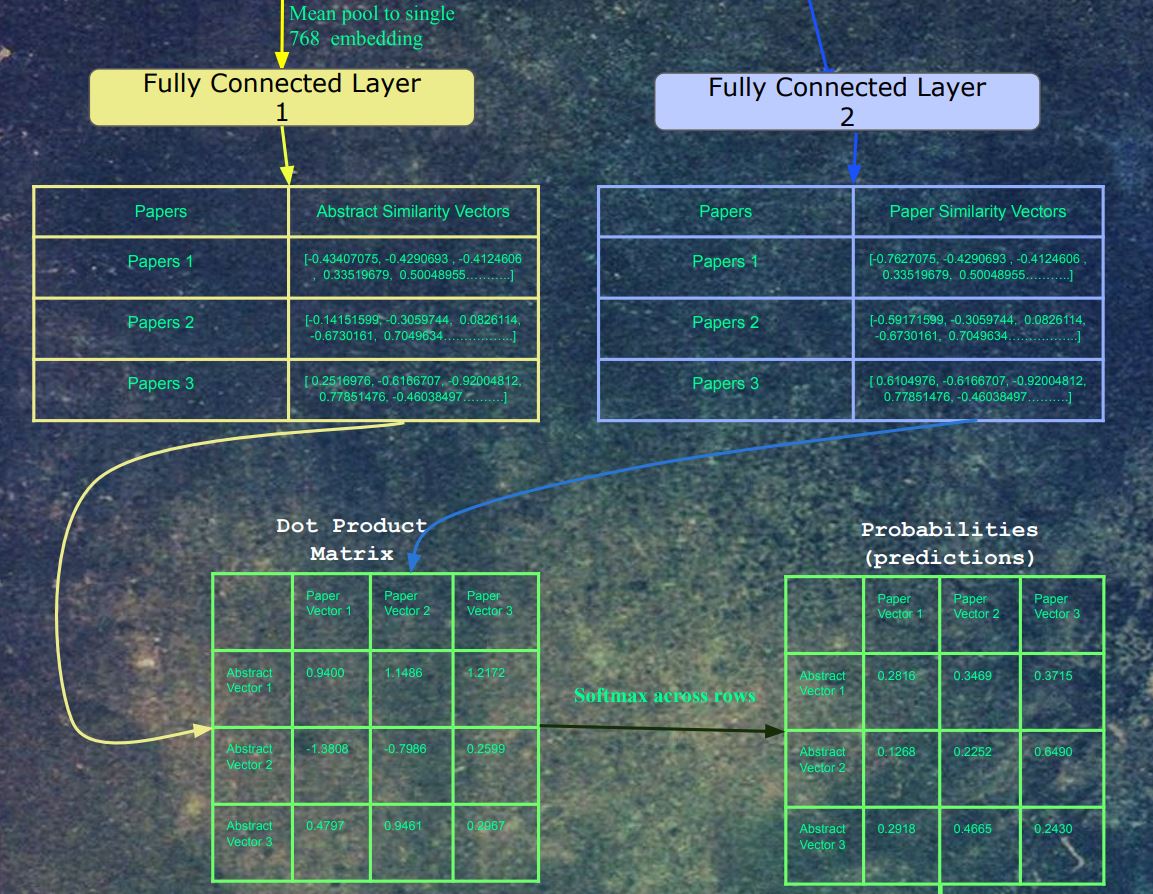 Mean pool to single
768  embedding
Fully Connected Layer
1
Fully Connected Layer
2
Papers
Abstract Similarity Vectors
Papers 1
[-0.43407075, -0.4290693 , -0.4124606
,  0.33519679,  0.50048955……….]
Papers 2
[-0.14151599, -0.3059744,  0.0826114,
-0.6730161,  0.7049634…………….]
Papers 3
[ 0.2516976, -0.6166707, -0.92004812,
0.77851476, -0.46038497……….]
Papers
Paper Similarity Vectors
Papers 1
[-0.7627075, -0.4290693 , -0.4124606 ,
0.33519679,  0.50048955……….]
Papers 2
[-0.59171599, -0.3059744,  0.0826114,
-0.6730161,  0.7049634…………….]
Papers 3
[ 0.6104976, -0.6166707, -0.92004812,
0.77851476, -0.46038497……….]
Dot Product
Matrix
Paper
Vector 1
Paper
Vector 2
Paper
Vector 3
Abstract
Vector 1
0.9400
1.1486
1.2172
Abstract
Vector 2
-1.3808
-0.7986
0.2599
Abstract
Vector 3
0.4797
0.9461
0.2967
Softmax across rows
Probabilities
(predictions)
Paper
Vector 1
Paper
Vector 2
Paper
Vector 3
Abstract
Vector 1
0.2816
0.3469
0.3715
Abstract
Vector 2
0.1268
0.2252
0.6490
Abstract
Vector 3
0.2918
0.4665
0.2430